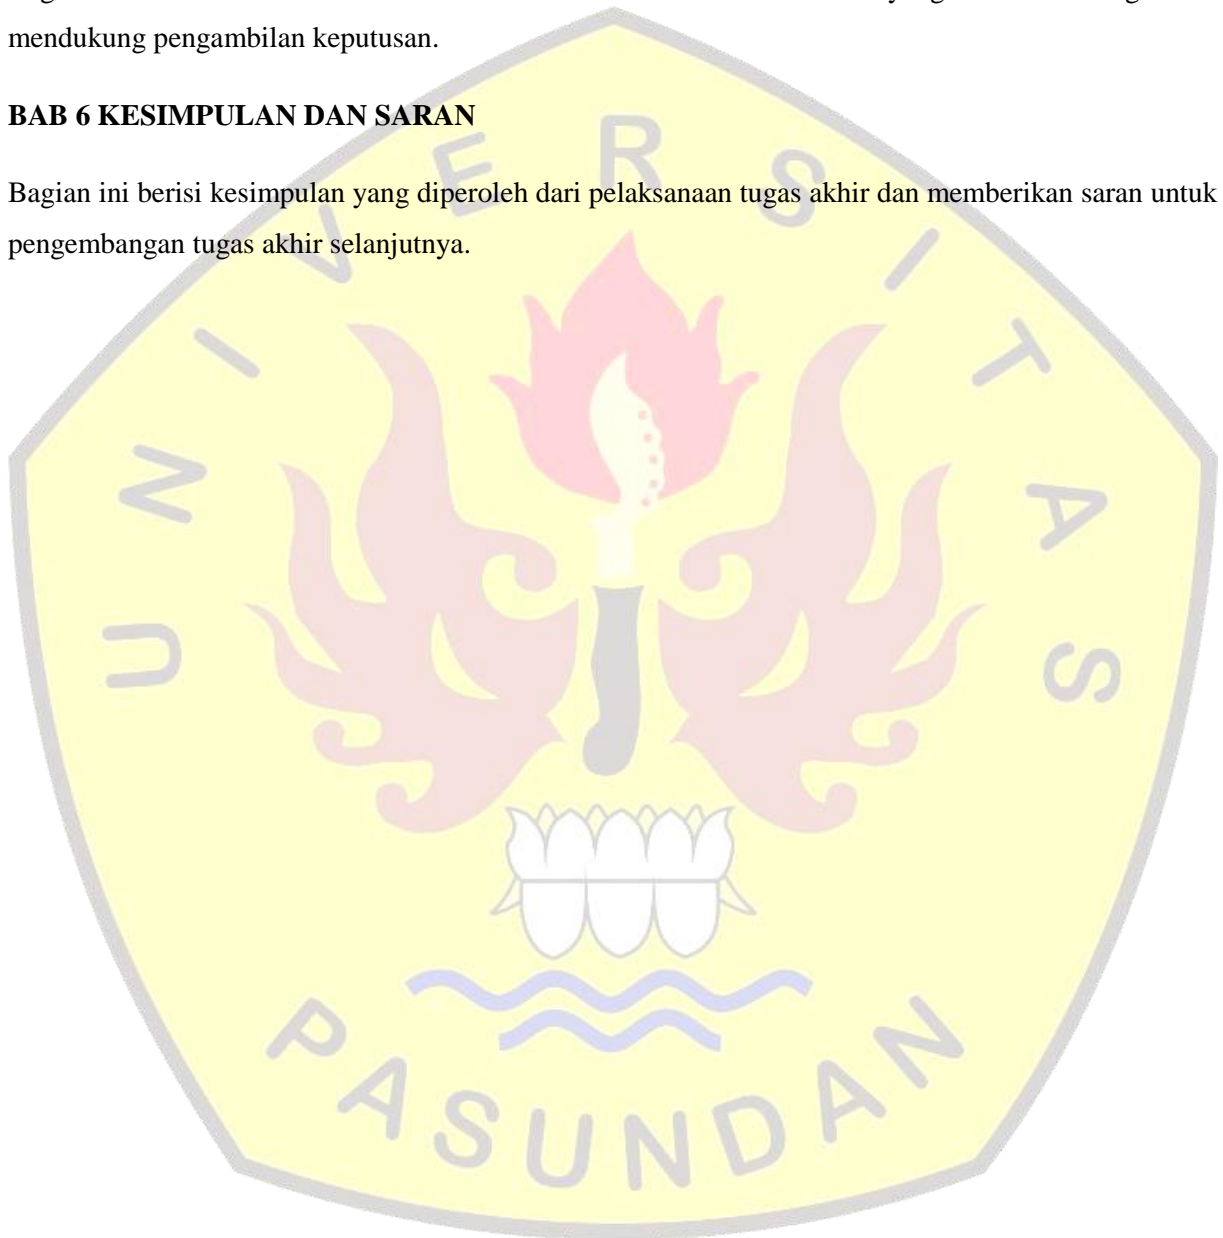 mendukung pengambilan keputusan.
BAB 6 KESIMPULAN DAN SARAN
Bagian ini berisi kesimpulan yang diperoleh dari pelaksanaan tugas akhir dan memberikan saran untuk
pengembangan tugas akhir selanjutnya.
UNIVERSITAS
PASUNDAN